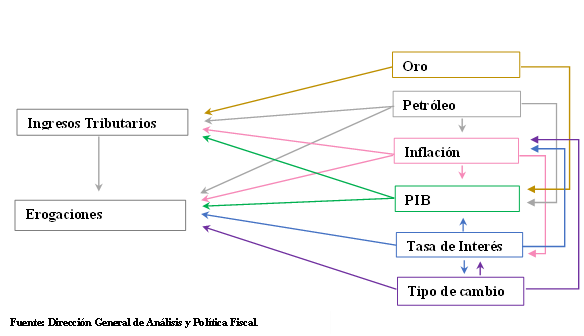 Oro
Petróleo
Ingresos Tributarios
Inflación
PIB
Erogaciones
Tasa de Interés
Tipo de cambio
Fuente: Dirección General de Análisis y Política Fiscal.